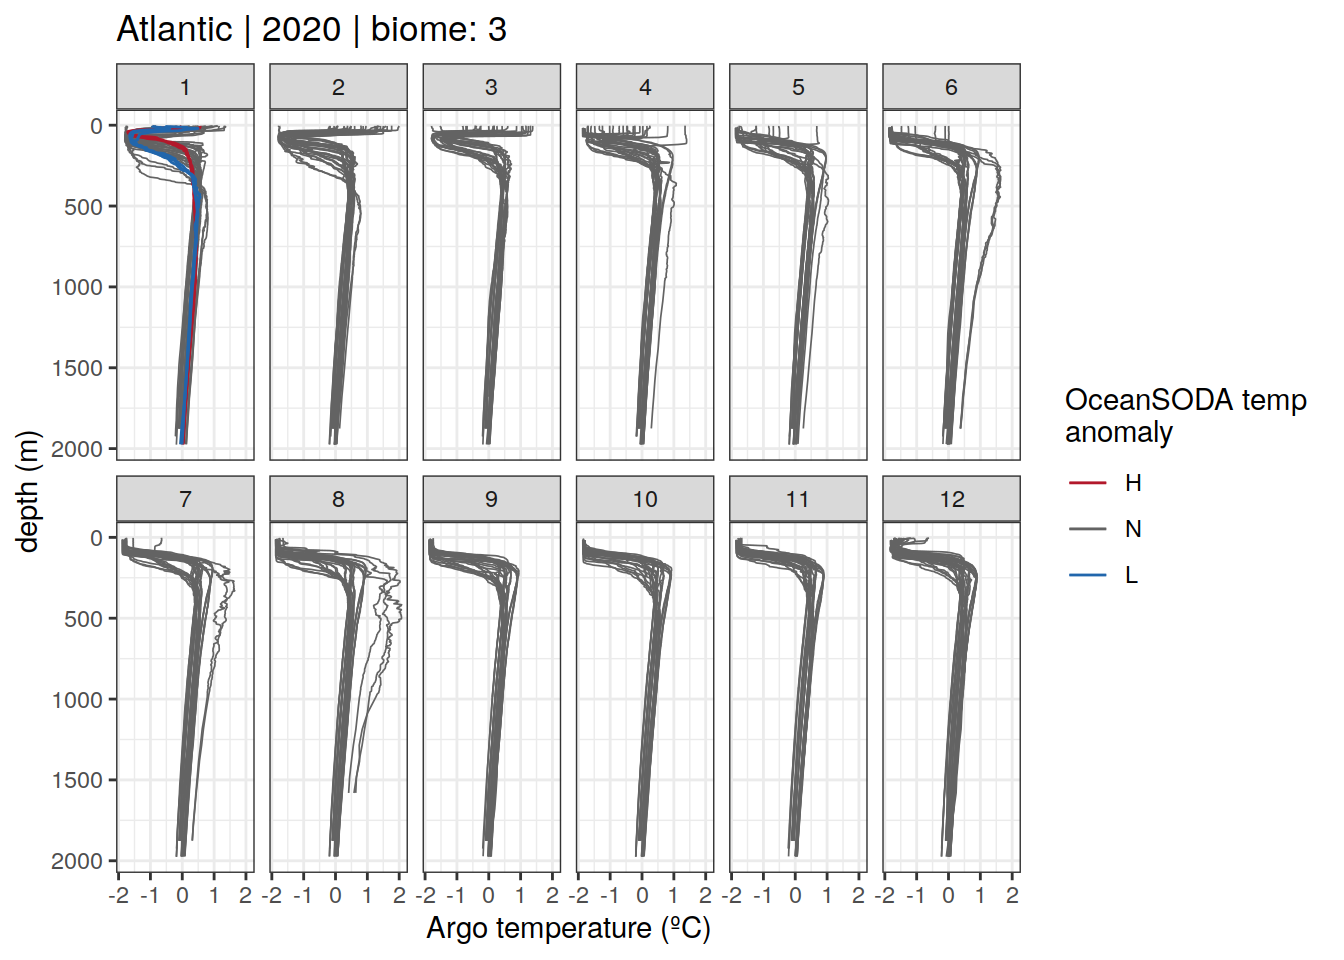 Atlantic | 2020 | biome: 3
1 2 3 4 5 6
0
500
1000
1500
2000
7 8 9 10 11 12
0
500
1000
1500
2000
-2 -1 0 1 2 -2 -1 0 1 2 -2 -1 0 1 2 -2 -1 0 1 2 -2 -1 0 1 2 -2 -1 0 1 2
Argo temperature (ºC)
depth (m)
OceanSODA temp
anomaly
H
N
L